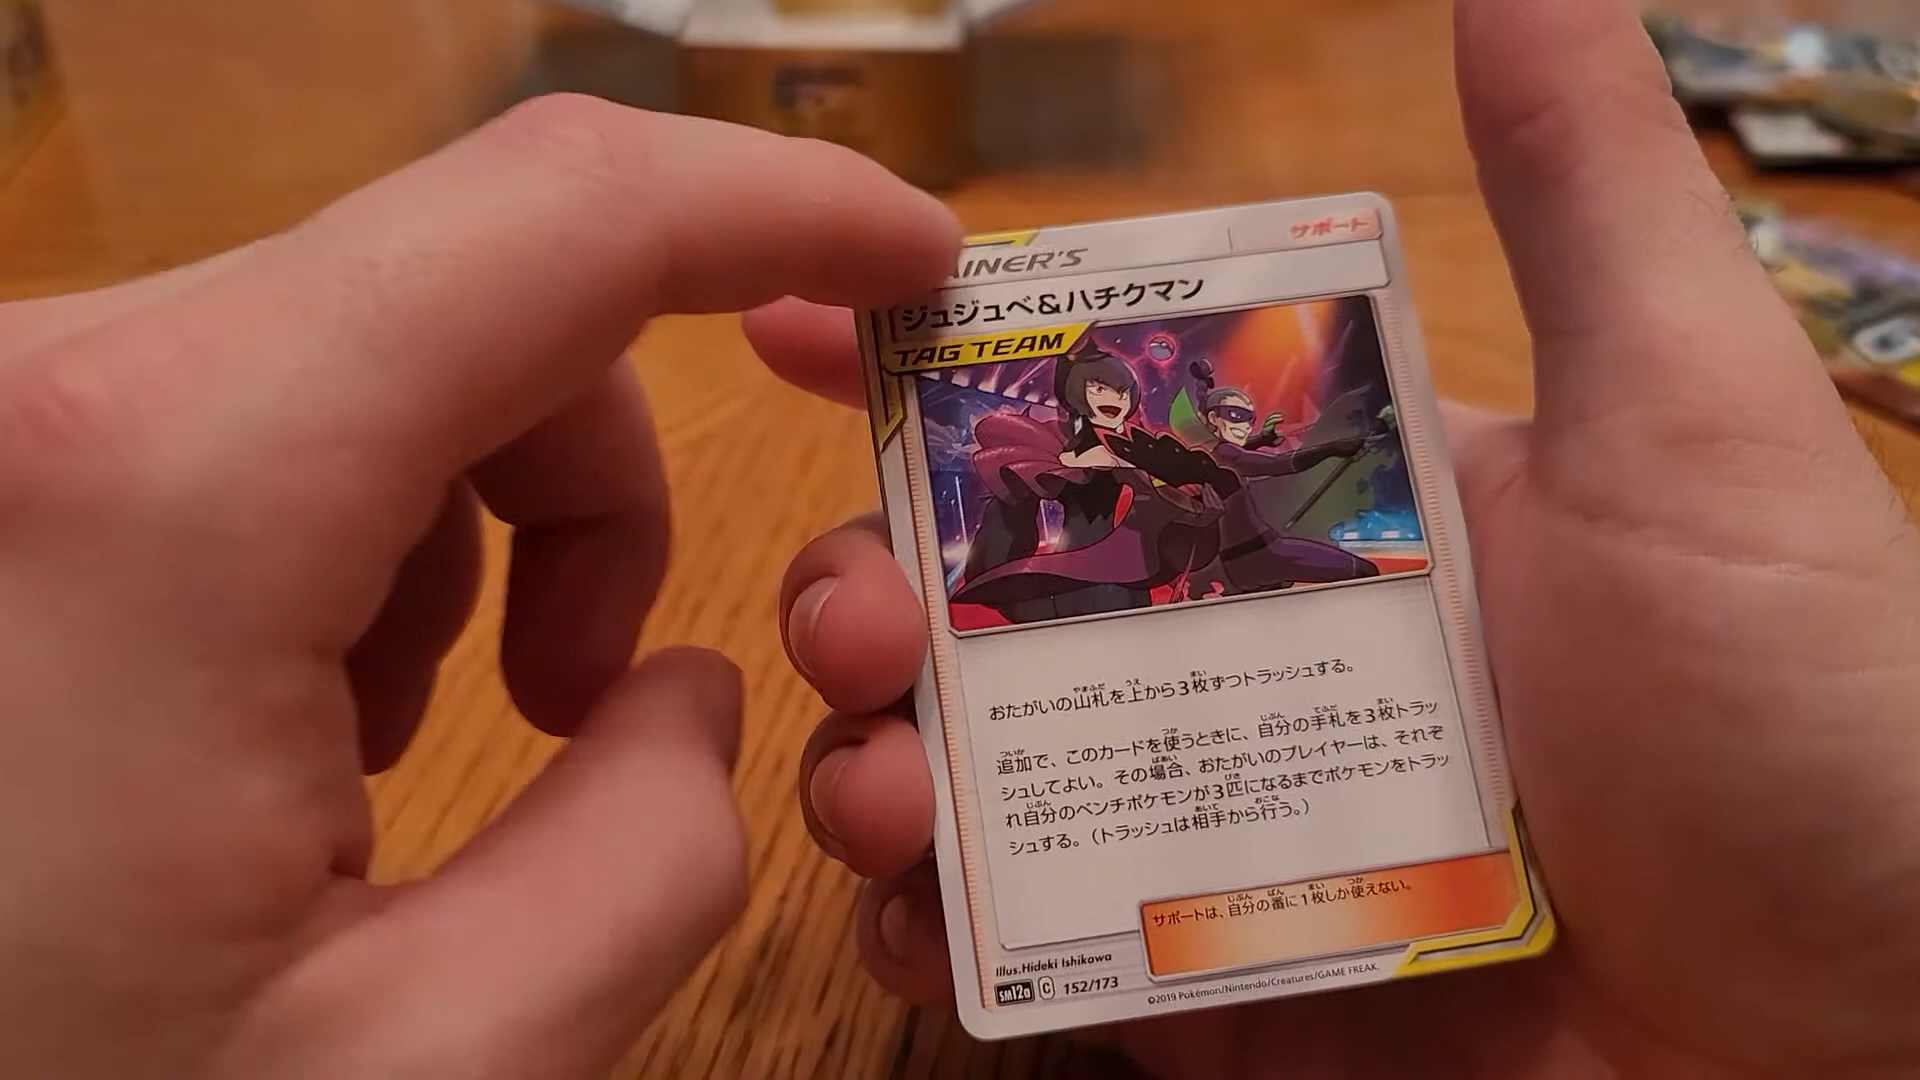 AINER'S
サポート
ジュジュベ&ハチクマン
TAG TEAM
おたがいの山札を上から3枚ずつトラッシュする。
追加で、このカードを使うときに、自分の手札を3枚トラッ
シュしてよい。その場合、おたがいのプレイヤーは、それぞ
れ自分のベンチポケモンが3匹になるまでポケモンをトラッ
シュする。(トラッシュは相手から行う。)
サポートは、自分の番に1枚しか使えない。
Illus.Hideki Ishikawa
sm12a C 152/173
©2019 Pokémon/Nintendo/Creatures/GAME FREAK.